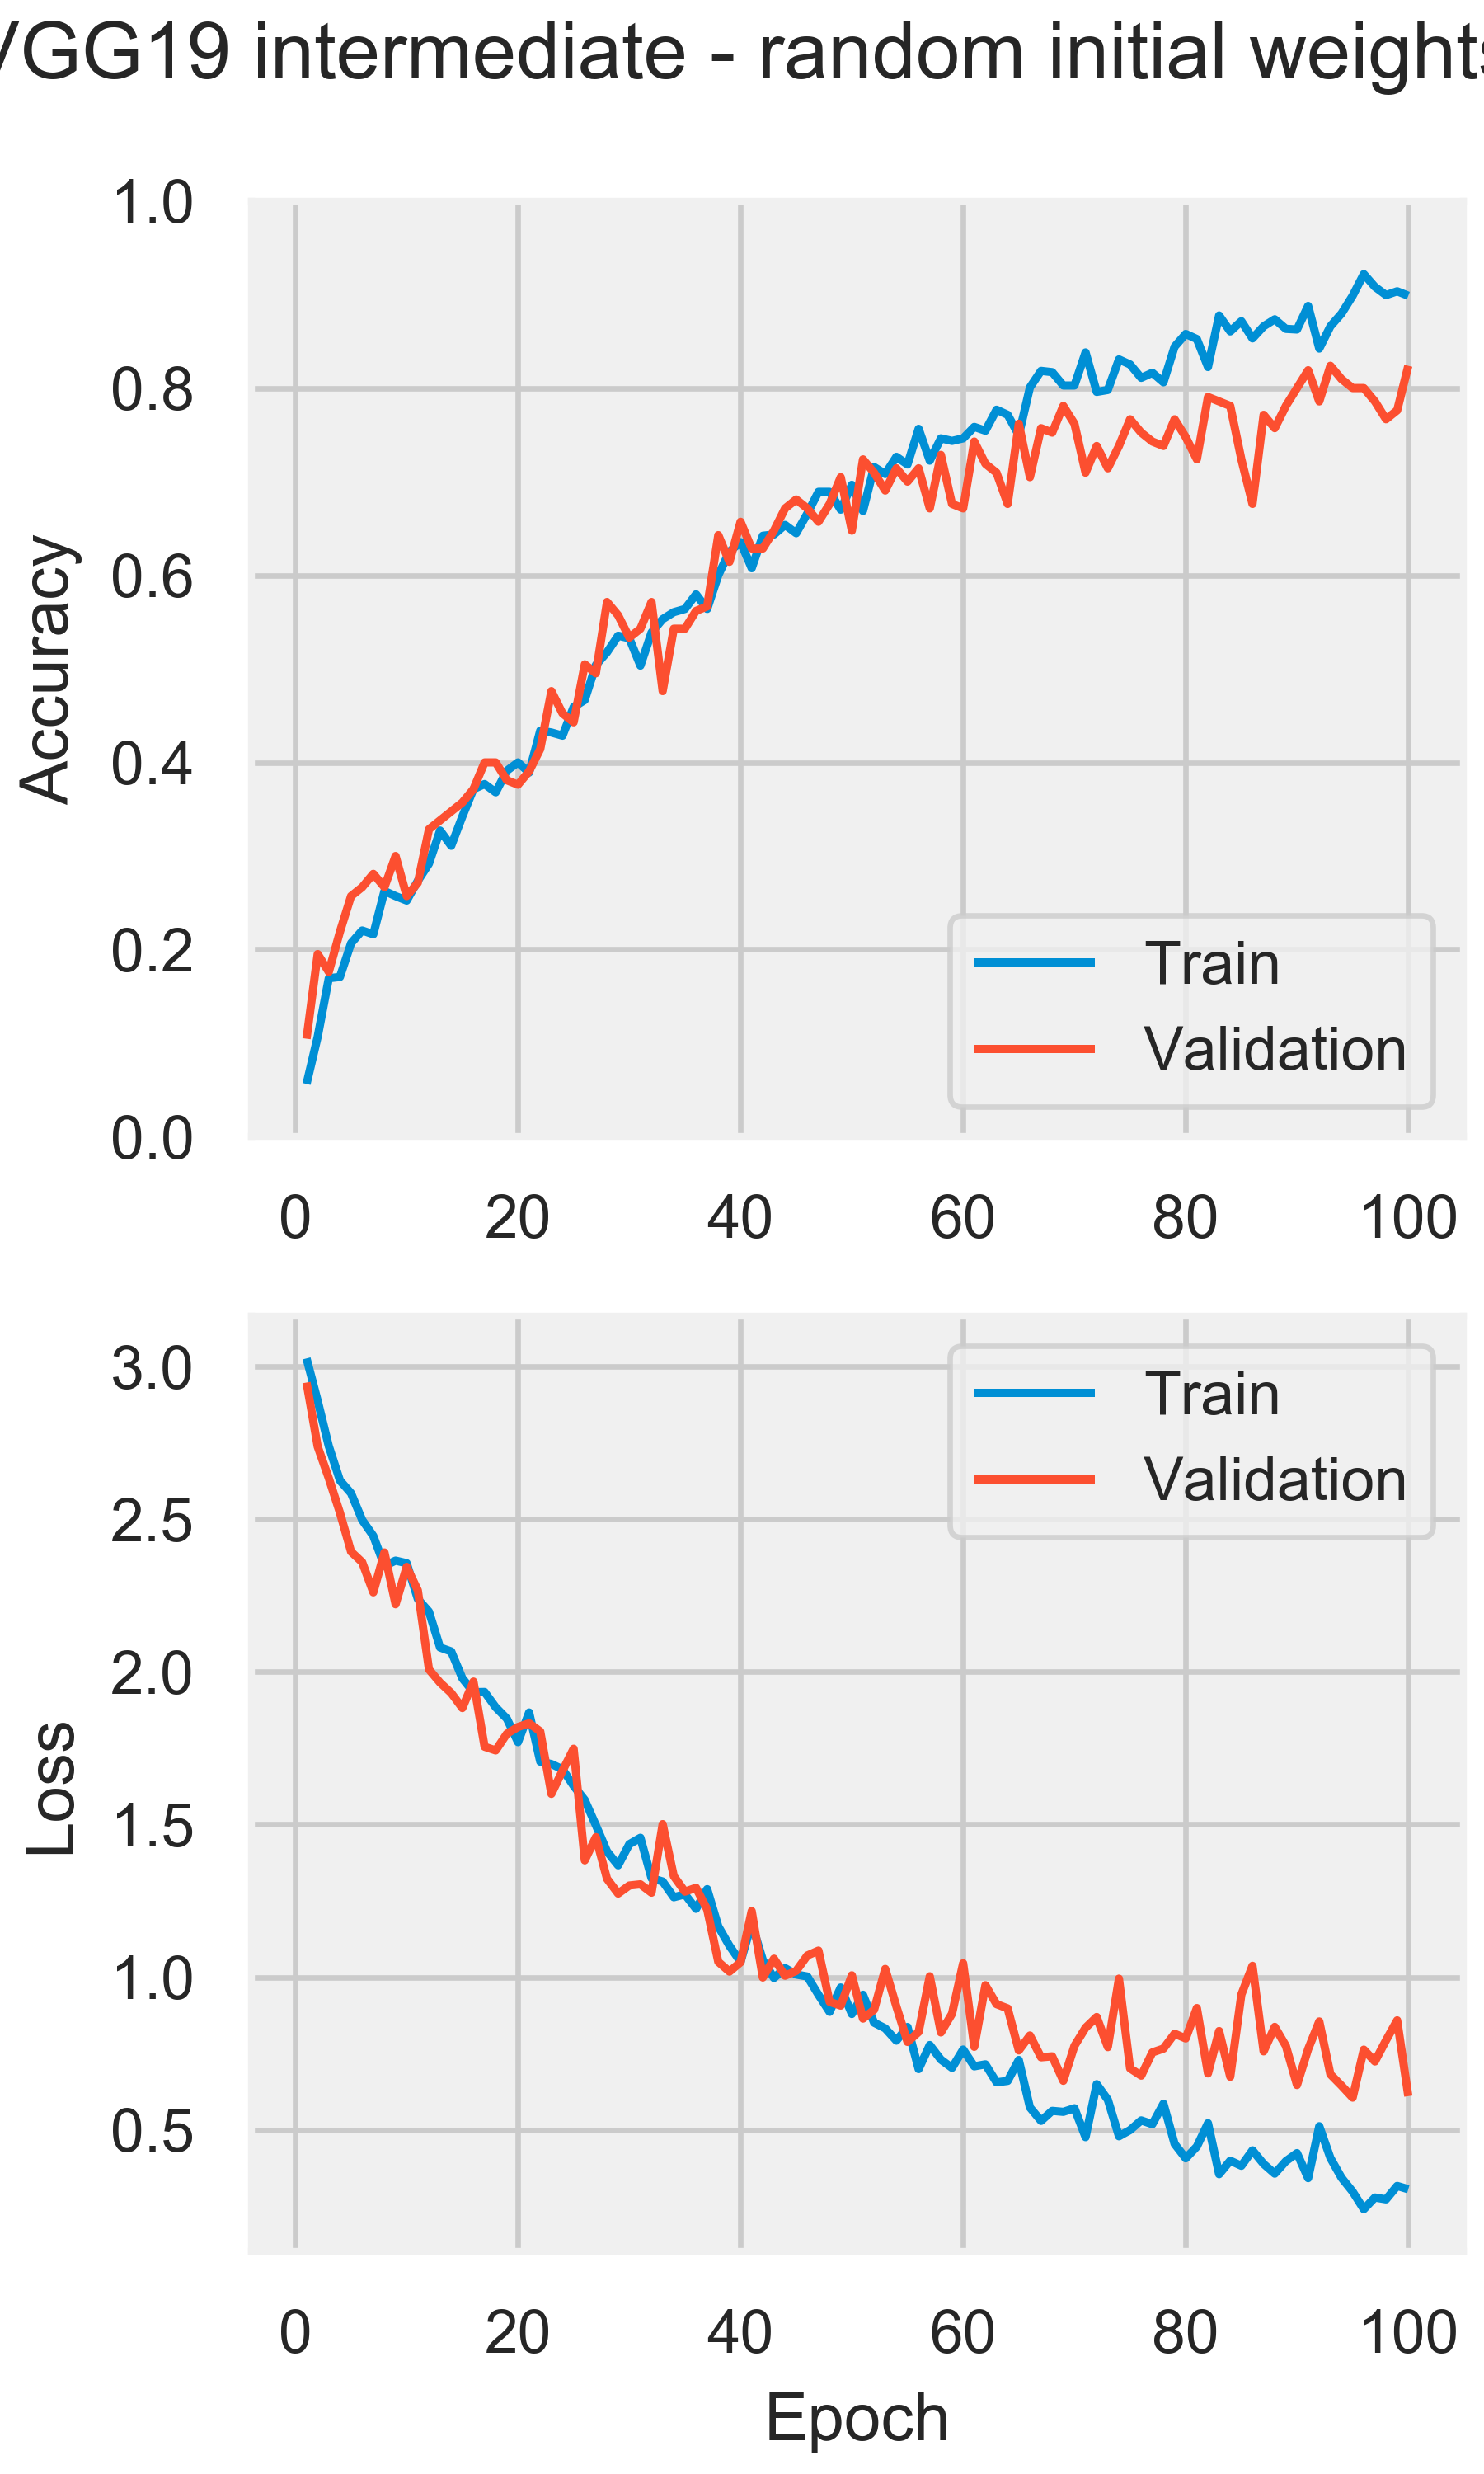 VGG19 intermediate - random initial weights
1.0
0.8
0.6
0.4
0.2
0.0
Accuracy
Train
Validation
0 20 40 60 80 100
3.0
2.5
2.0
1.5
1.0
0.5
Loss
Train
Validation
0 20 40 60 80 100
Epoch